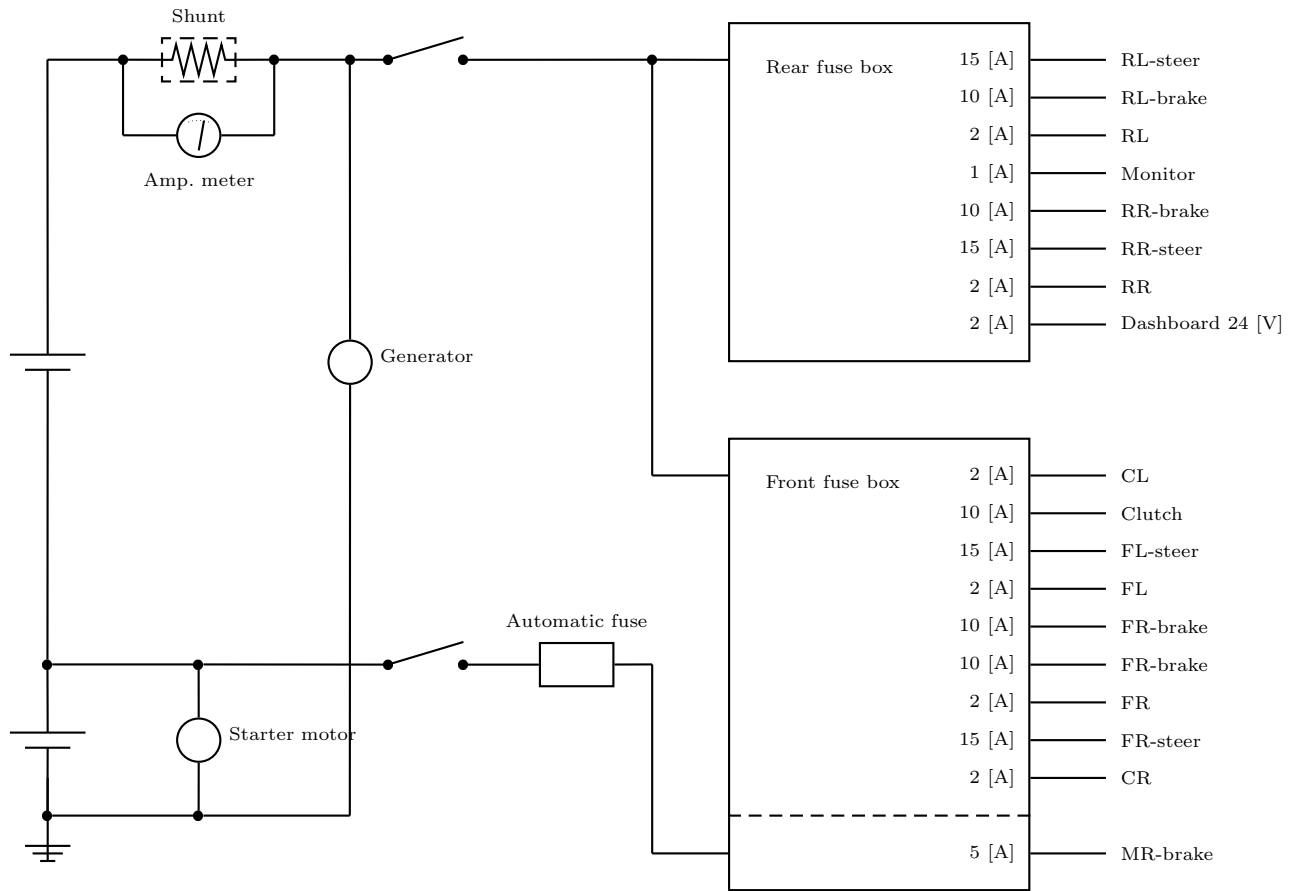 Shunt
Amp. meter
Rear fuse box
15 [A] RL-steer
10 [A] RL-brake
2 [A] RL
1 [A] Monitor
10 [A] RR-brake
15 [A] RR-steer
2 [A] RR
2 [A] Dashboard 24 [V]
Generator
Front fuse box
2 [A] CL
10 [A] Clutch
15 [A] FL-steer
2 [A] FL
10 [A] FR-brake
10 [A] FR-brake
2 [A] FR
15 [A] FR-steer
2 [A] CR
5 [A] MR-brake
Automatic fuse
Starter motor